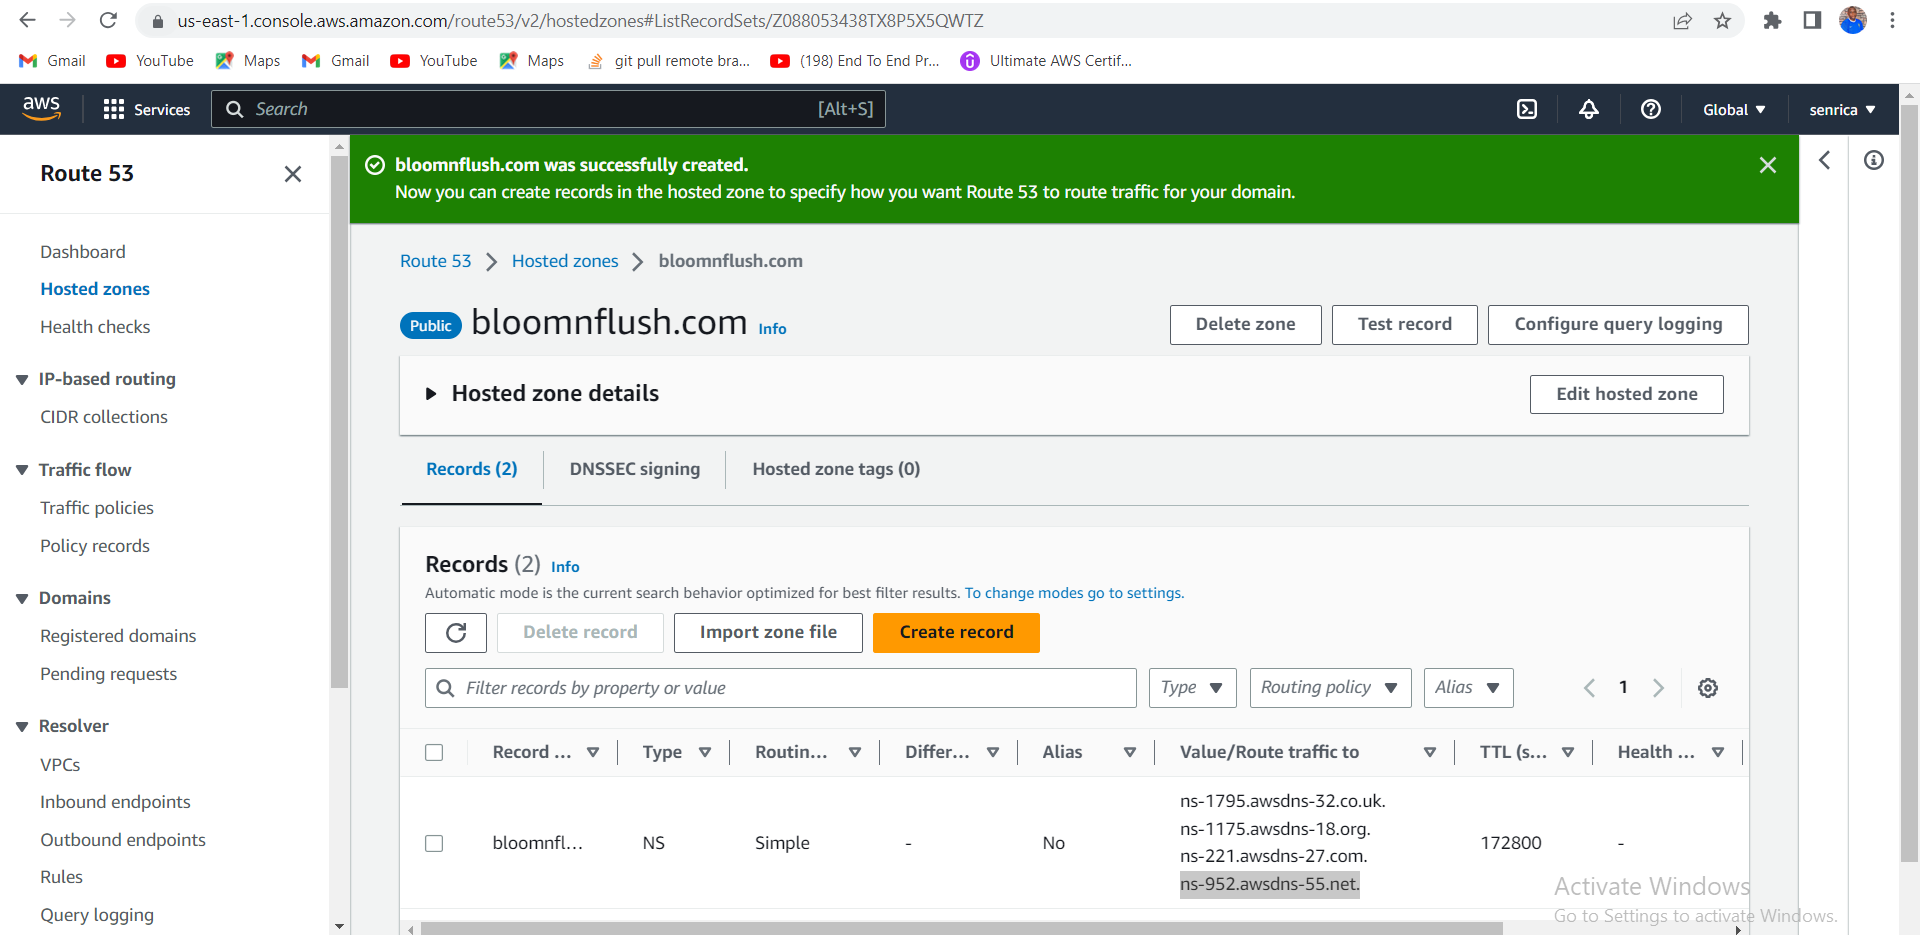 us-east-1.console.aws.amazon.com/route53/v2/hostedzones#ListRecordSets/Z088053438TX8P5X5QWTZ
Gmail YouTube Maps Gmail YouTube Maps git pull remote bra... (198) End To End Pr... Ultimate AWS Certif...
aws Services Search [Alt+S] Global senrica
Route 53
Dashboard
Hosted zones
Health checks
IP-based routing
CIDR collections
Traffic flow
Traffic policies
Policy records
Domains
Registered domains
Pending requests
Resolver
VPCs
Inbound endpoints
Outbound endpoints
Rules
Query logging
bloomnflush.com was successfully created.
Now you can create records in the hosted zone to specify how you want Route 53 to route traffic for your domain.
Route 53 Hosted zones bloomnflush.com
Public bloomnflush.com Info Delete zone Test record Configure query logging
Hosted zone details Edit hosted zone
Records (2) DNSSEC signing Hosted zone tags (0)
Records (2) Info
Automatic mode is the current search behavior optimized for best filter results. To change modes go to settings.
Delete record Import zone file Create record
Filter records by property or value Type Routing policy Alias 1
Record ... Type Routin... Differ... Alias Value/Route traffic to TTL (s... Health ...
ns-1795.awsdns-32.co.uk.
ns-1175.awsdns-18.org.
bloomnfl... NS Simple - No 172800 -
ns-221.awsdns-27.com.
ns-952.awsdns-55.net.
Activate Windows
Go to Settings to activate Windows.